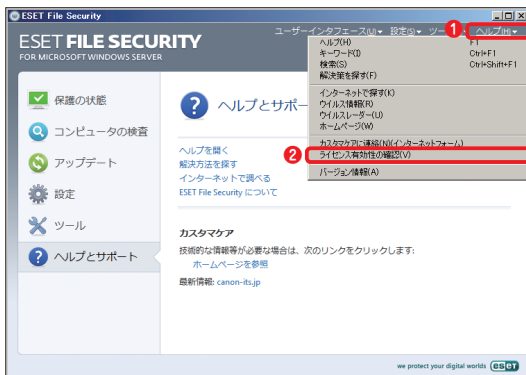 ESET File Security
ESET FILE SECURITY
FOR MICROSOFT WINDOWS SERVER
ユーザーインタフェース(U) 設定(S) ツー
1
ヘルプ(H)
ヘルプ(H) F1
キーワード(I) Ctrl+F1
検索(S) Ctrl+Shift+F1
解決策を探す(F)
インターネットで探す(K)
ウイルス情報(R)
ウイルスレーダー(U)
ホームページ(W)
カスタマケアに連絡(N)(インターネットフォーム)
2
ライセンス有効性の確認(V)
バージョン情報(A)
保護の状態
コンピュータの検査
アップデート
設定
ツール
ヘルプとサポート
ヘルプとサポー
ヘルプを開く
解決方法を探す
インターネットで調べる
ESET File Security について
カスタマケア
技術的な情報等が必要な場合は、次のリンクをクリックします:
ホームページを参照
最新情報: canon-its.jp
we protect your digital worlds eset